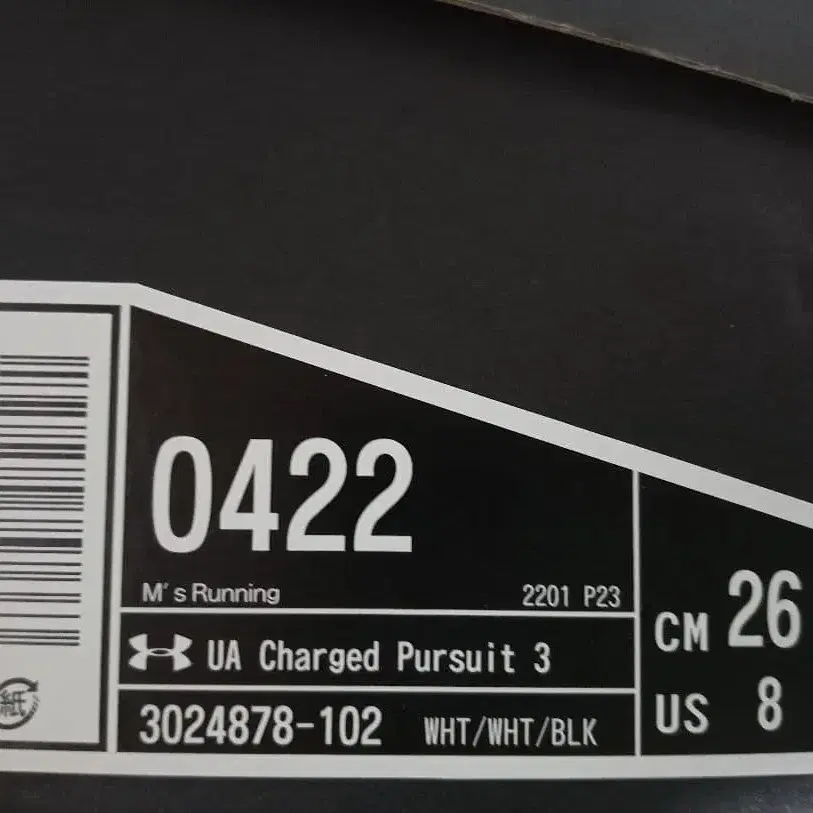 0422
M's Running 2201 P23
UA Charged Pursuit 3
3024878-102 WHT/WHT/BLK
CM 26
US 8
紙